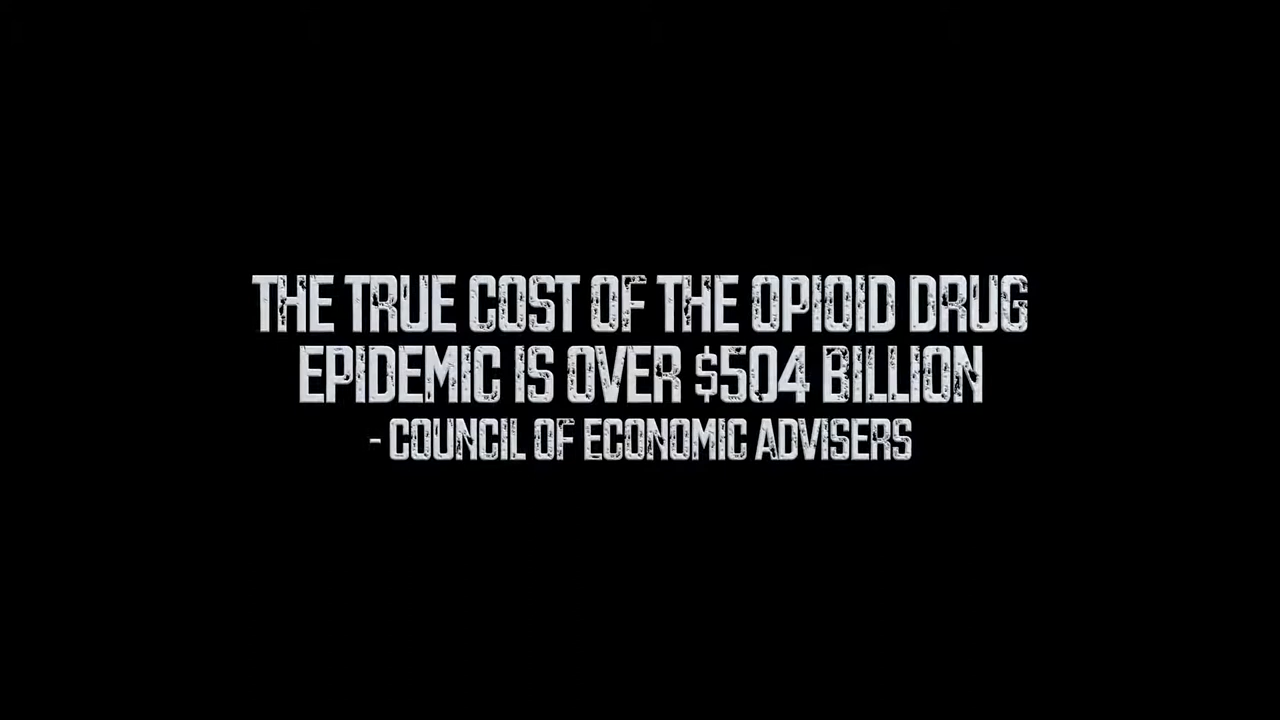 THE TRUE COST OF THE OPIOID DRUG
EPIDEMIC IS OVER $504 BILLION
- COUNCIL OF ECONOMIC ADVISERS